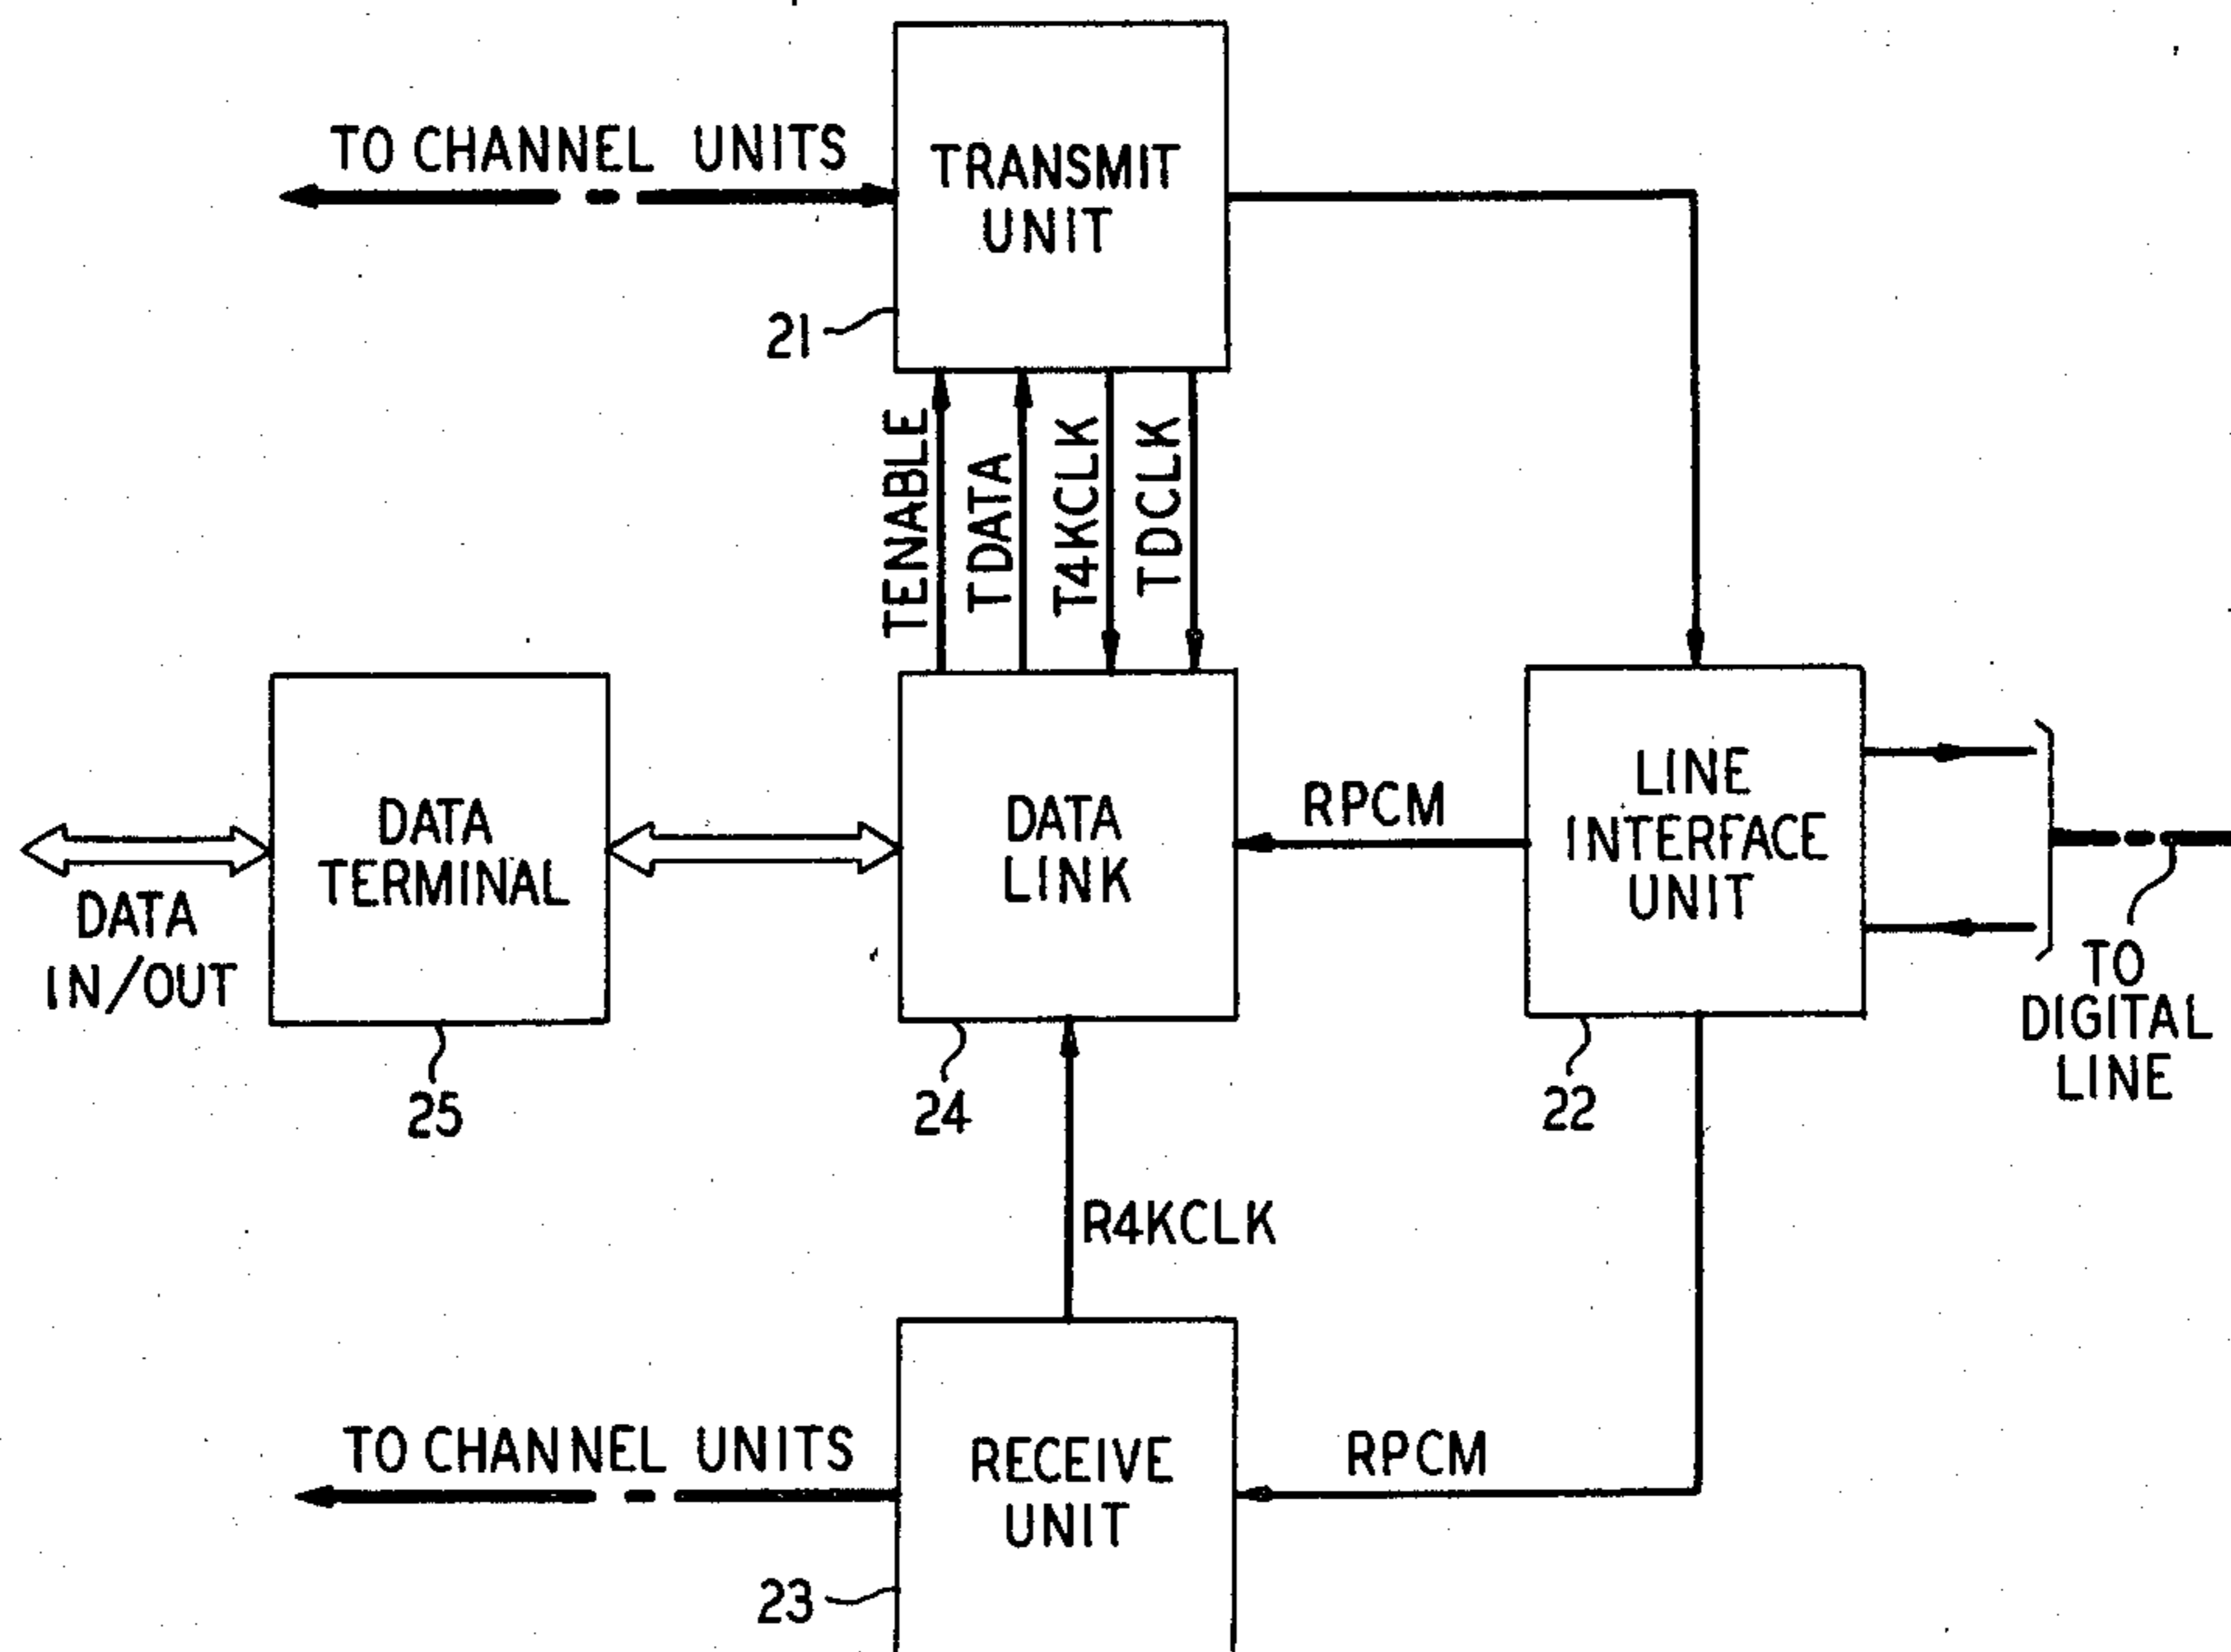 TO CHANNEL UNITS
TRANSMIT
UNIT
21
TENABLE
TDATA
T4KCLK
TDCLK
DATA
IN/OUT
DATA
TERMINAL
25
DATA
LINK
24
RPCM
LINE
INTERFACE
UNIT
22
TO
DIGITAL
LINE
R4KCLK
TO CHANNEL UNITS
RECEIVE
UNIT
23
RPCM